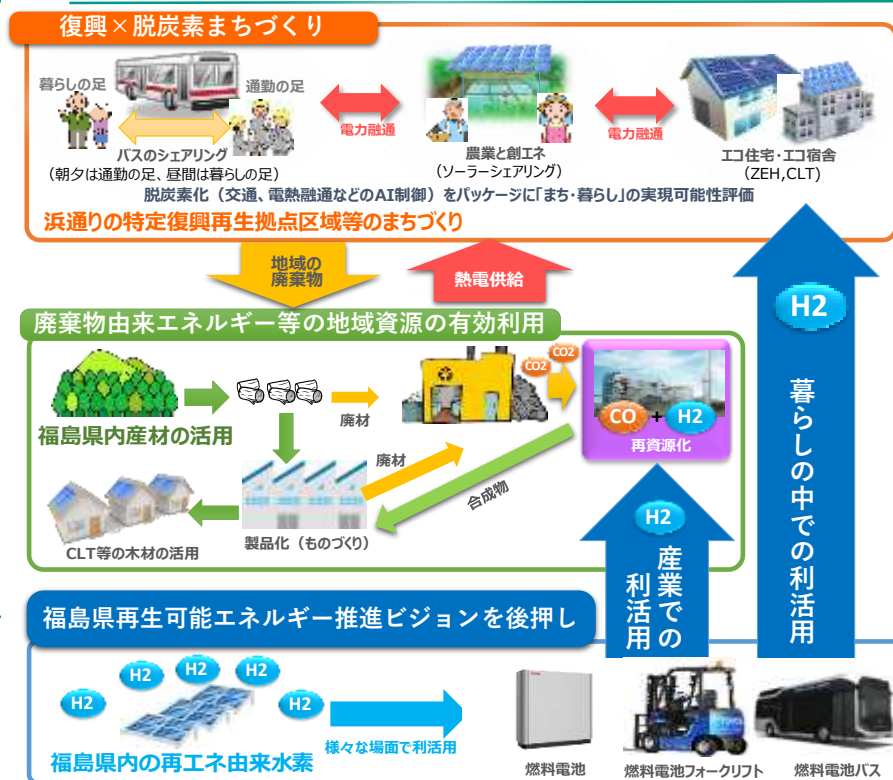 復興×脱炭素まちづくり
暮らしの足
通勤の足
バスのシェアリング
(朝夕は通勤の足、昼間は暮らしの足)
電力融通
農業と創エネ
(ソーラーシェアリング)
電力融通
エコ住宅・エコ宿舎
(ZEH,CLT)
脱炭素化(交通、電熱融通などのAI制御)をパッケージに「まち・暮らし」の実現可能性評価
浜通りの特定復興再生拠点区域等のまちづくり
地域の
廃棄物
熱電供給
廃棄物由来エネルギー等の地域資源の有効利用
福島県内産材の活用
廃材
CO2
CO2
CO + H2
再資源化
廃材
合成物
CLT等の木材の活用
製品化(ものづくり)
H2
産業での
利活用
H2
暮らしの中での利活用
福島県再生可能エネルギー推進ビジョンを後押し
H2
H2
H2
H2
H2
福島県内の再エネ由来水素
様々な場面で利活用
燃料電池
燃料電池フォークリフト
燃料電池バス